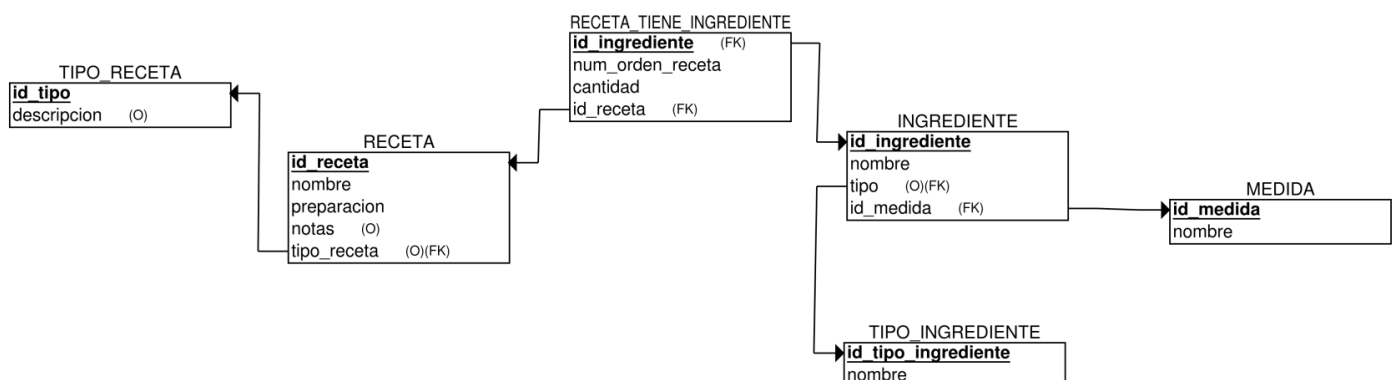 RECETA_TIENE_INGREDIENTE
id_ingrediente (FK)
num_orden_receta
cantidad
id_receta (FK)
TIPO_RECETA
id_tipo
descripcion (O)
RECETA
id_receta
nombre
preparacion
notas (O)
tipo_receta (O)(FK)
INGREDIENTE
id_ingrediente
nombre
tipo (O)(FK)
id_medida (FK)
MEDIDA
id_medida
nombre
TIPO_INGREDIENTE
id_tipo_ingrediente
nombre